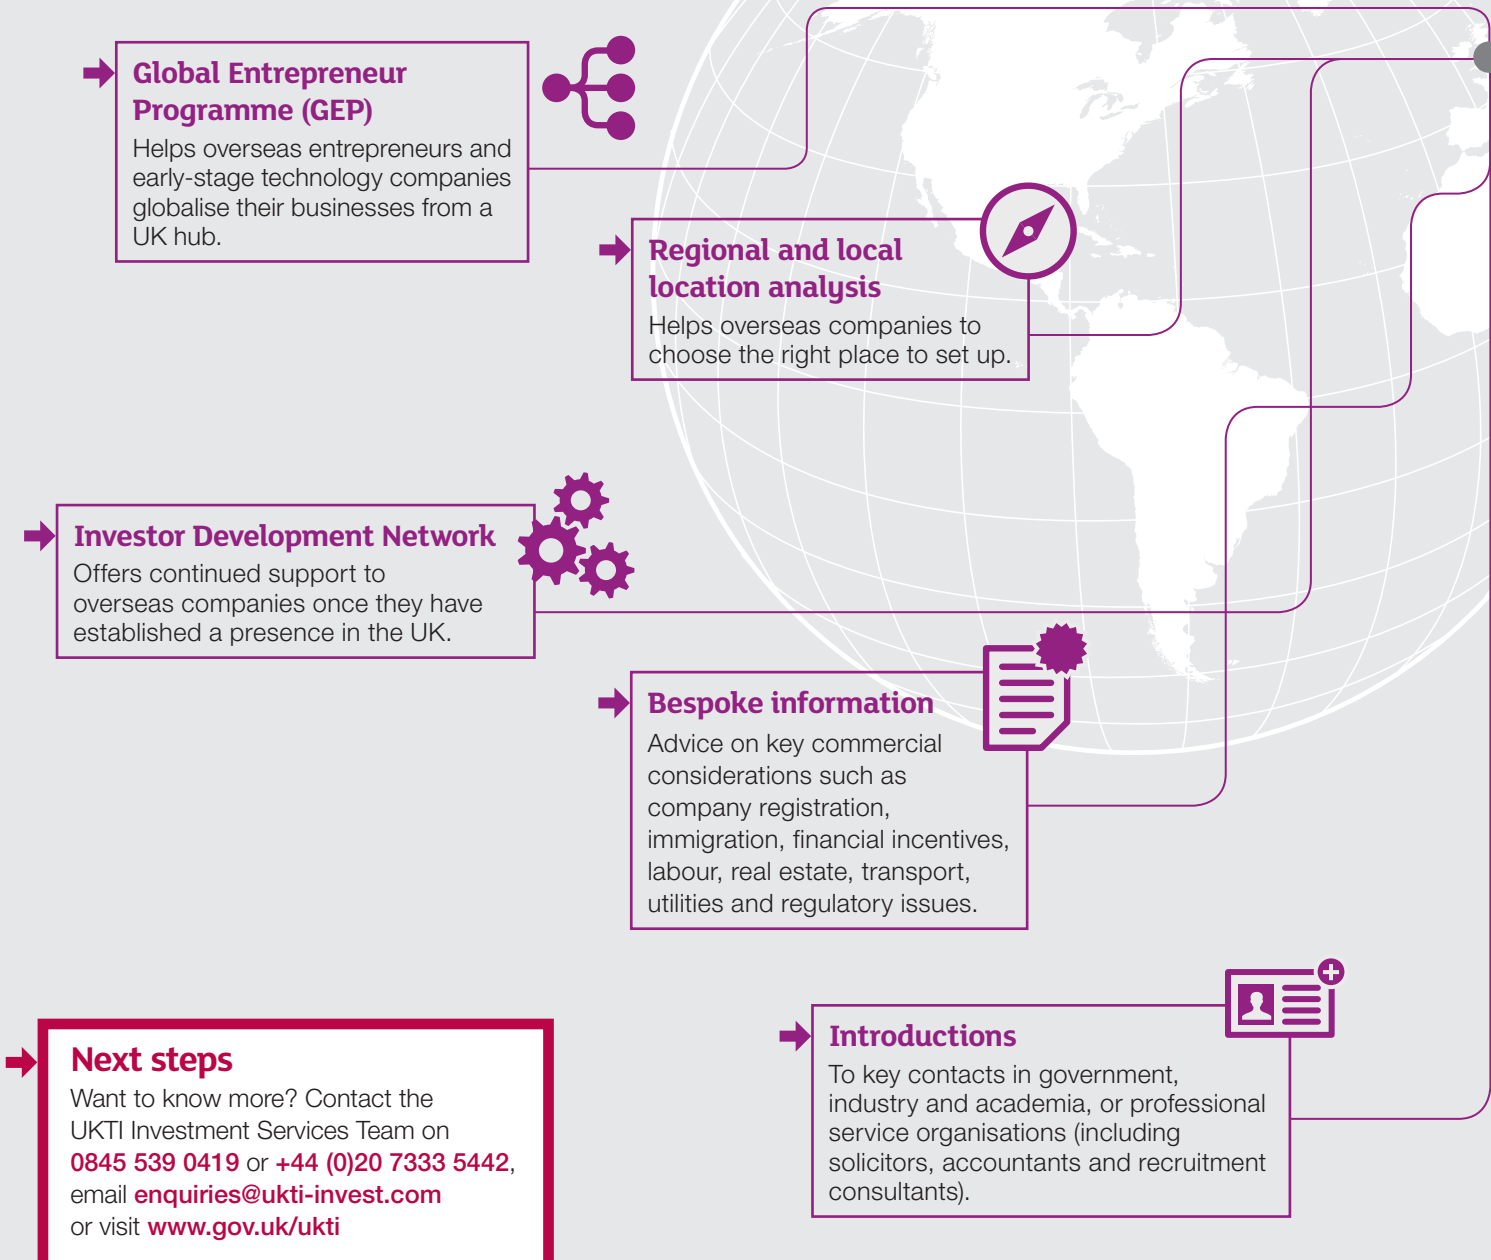 Global Entrepreneur
Programme (GEP)
Helps overseas entrepreneurs and
early-stage technology companies
globalise their businesses from a
UK hub.
Regional and local
location analysis
Helps overseas companies to
choose the right place to set up.
Investor Development Network
Offers continued support to
overseas companies once they have
established a presence in the UK.
Bespoke information
Advice on key commercial
considerations such as
company registration,
immigration, financial incentives,
labour, real estate, transport,
utilities and regulatory issues.
Introductions
To key contacts in government,
industry and academia, or professional
service organisations (including
solicitors, accountants and recruitment
consultants).
Next steps
Want to know more? Contact the
UKTI Investment Services Team on
0845 539 0419 or +44 (0)20 7333 5442,
email enquiries@ukti-invest.com
or visit www.gov.uk/ukti